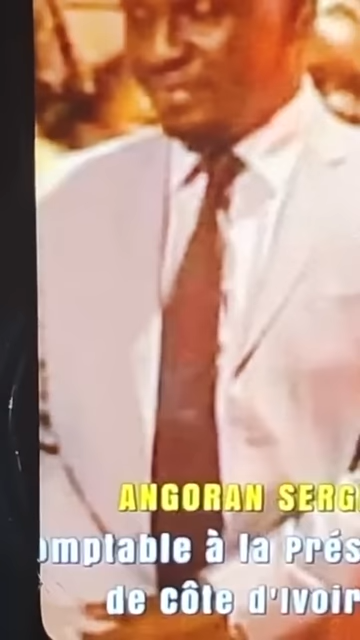 ANGORAN SERG
omptable à la Prés
de Côte d'Ivoir